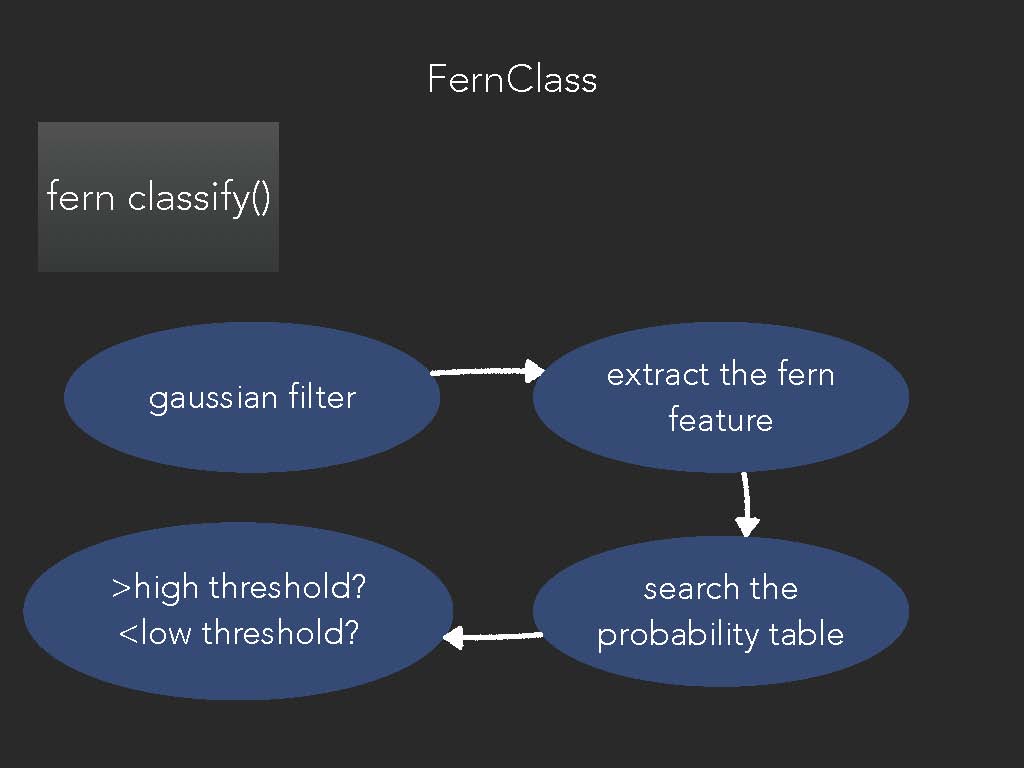 FernClass
fern classify()
gaussian filter
extract the fern
feature
search the
probability table
>high threshold?
<low threshold?